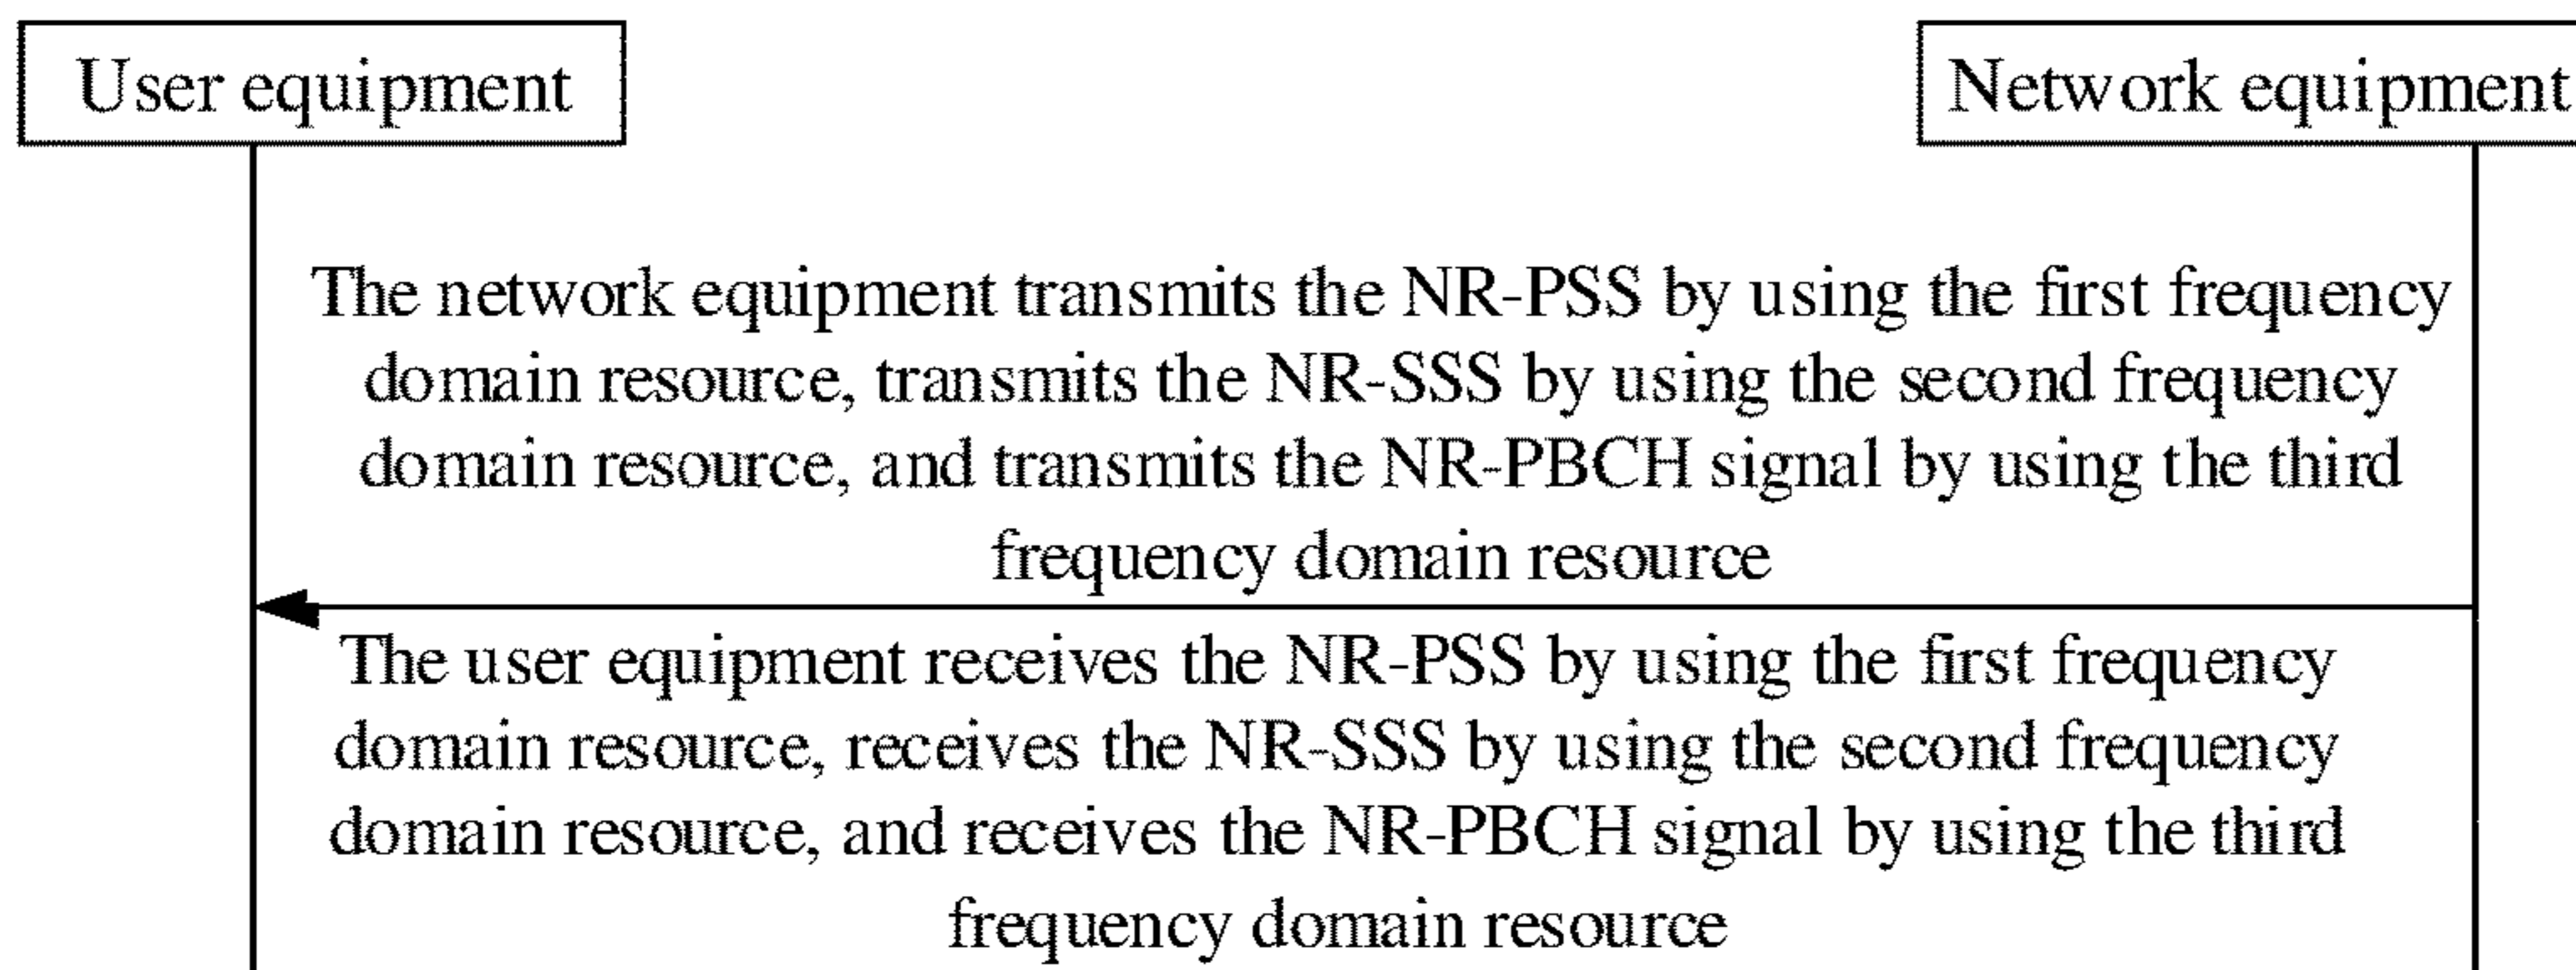 User equipment
Network equipment
The network equipment transmits the NR-PSS by using the first frequency
domain resource, transmits the NR-SSS by using the second frequency
domain resource, and transmits the NR-PBCH signal by using the third
frequency domain resource
The user equipment receives the NR-PSS by using the first frequency
domain resource, receives the NR-SSS by using the second frequency
domain resource, and receives the NR-PBCH signal by using the third
frequency domain resource